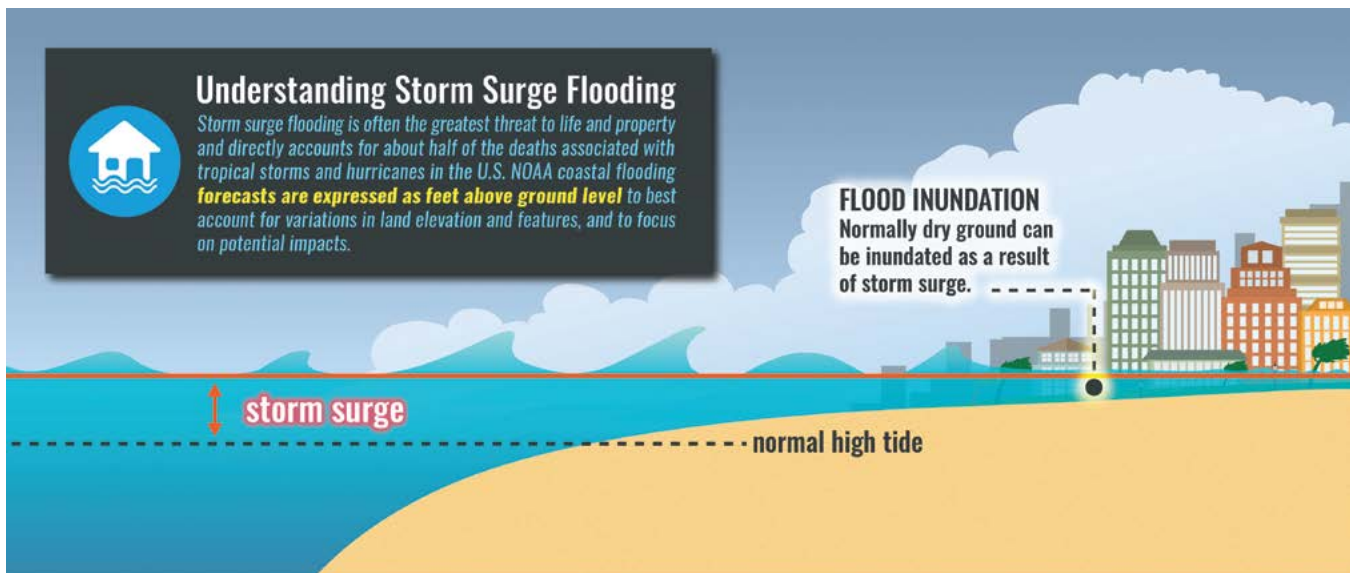 Understanding Storm Surge Flooding
Storm surge flooding is often the greatest threat to life and property
and directly accounts for about half of the deaths associated with
tropical storms and hurricanes in the U.S. NOAA coastal flooding
forecasts are expressed as feet above ground level to best
account for variations in land elevation and features, and to focus
on potential impacts.
FLOOD INUNDATION
Normally dry ground can
be inundated as a result
of storm surge.
storm surge
normal high tide